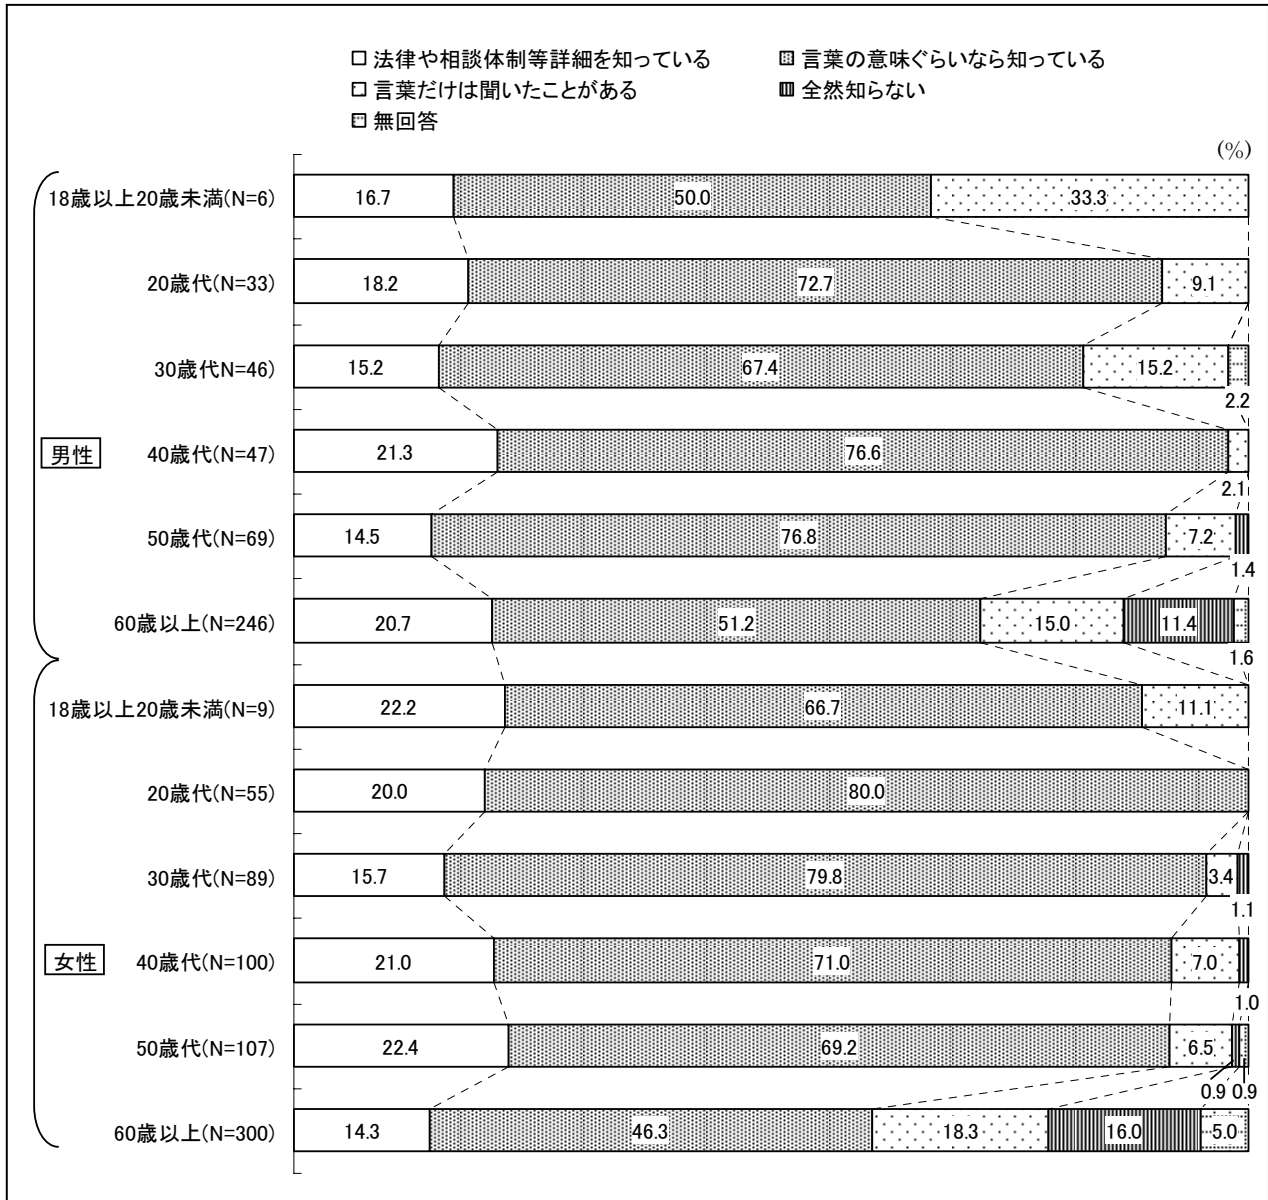 法律や相談体制等詳細を知っている 言葉の意味ぐらいなら知っている
言葉だけは聞いたことがある 全然知らない
無回答
(%)
18歳以上20歳未満(N=6) 16.7 50.0 33.3
20歳代(N=33) 18.2 72.7 9.1
30歳代N=46) 15.2 67.4 15.2
2.2
男性 40歳代(N=47) 21.3 76.6
2.1
50歳代(N=69) 14.5 76.8 7.2
1.4
60歳以上(N=246) 20.7 51.2 15.0 11.4
1.6
18歳以上20歳未満(N=9) 22.2 66.7 11.1
20歳代(N=55) 20.0 80.0
30歳代(N=89) 15.7 79.8 3.4
1.1
女性 40歳代(N=100) 21.0 71.0 7.0
1.0
50歳代(N=107) 22.4 69.2 6.5
0.9 0.9
60歳以上(N=300) 14.3 46.3 18.3 16.0 5.0